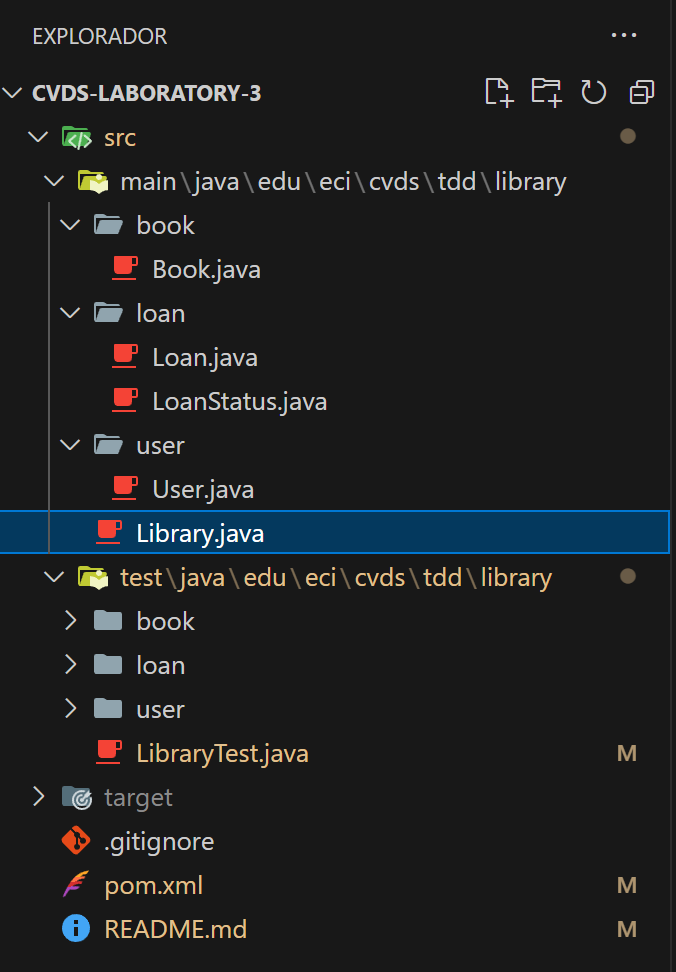 EXPLORADOR
CVDS-LABORATORY-3
src
main\java\edu\eci\cvds\tdd\library
book
Book.java
loan
Loan.java
LoanStatus.java
user
User.java
Library.java
test\java\edu\eci\cvds\tdd\library
book
loan
user
LibraryTest.java M
target
.gitignore
pom.xml M
README.md M